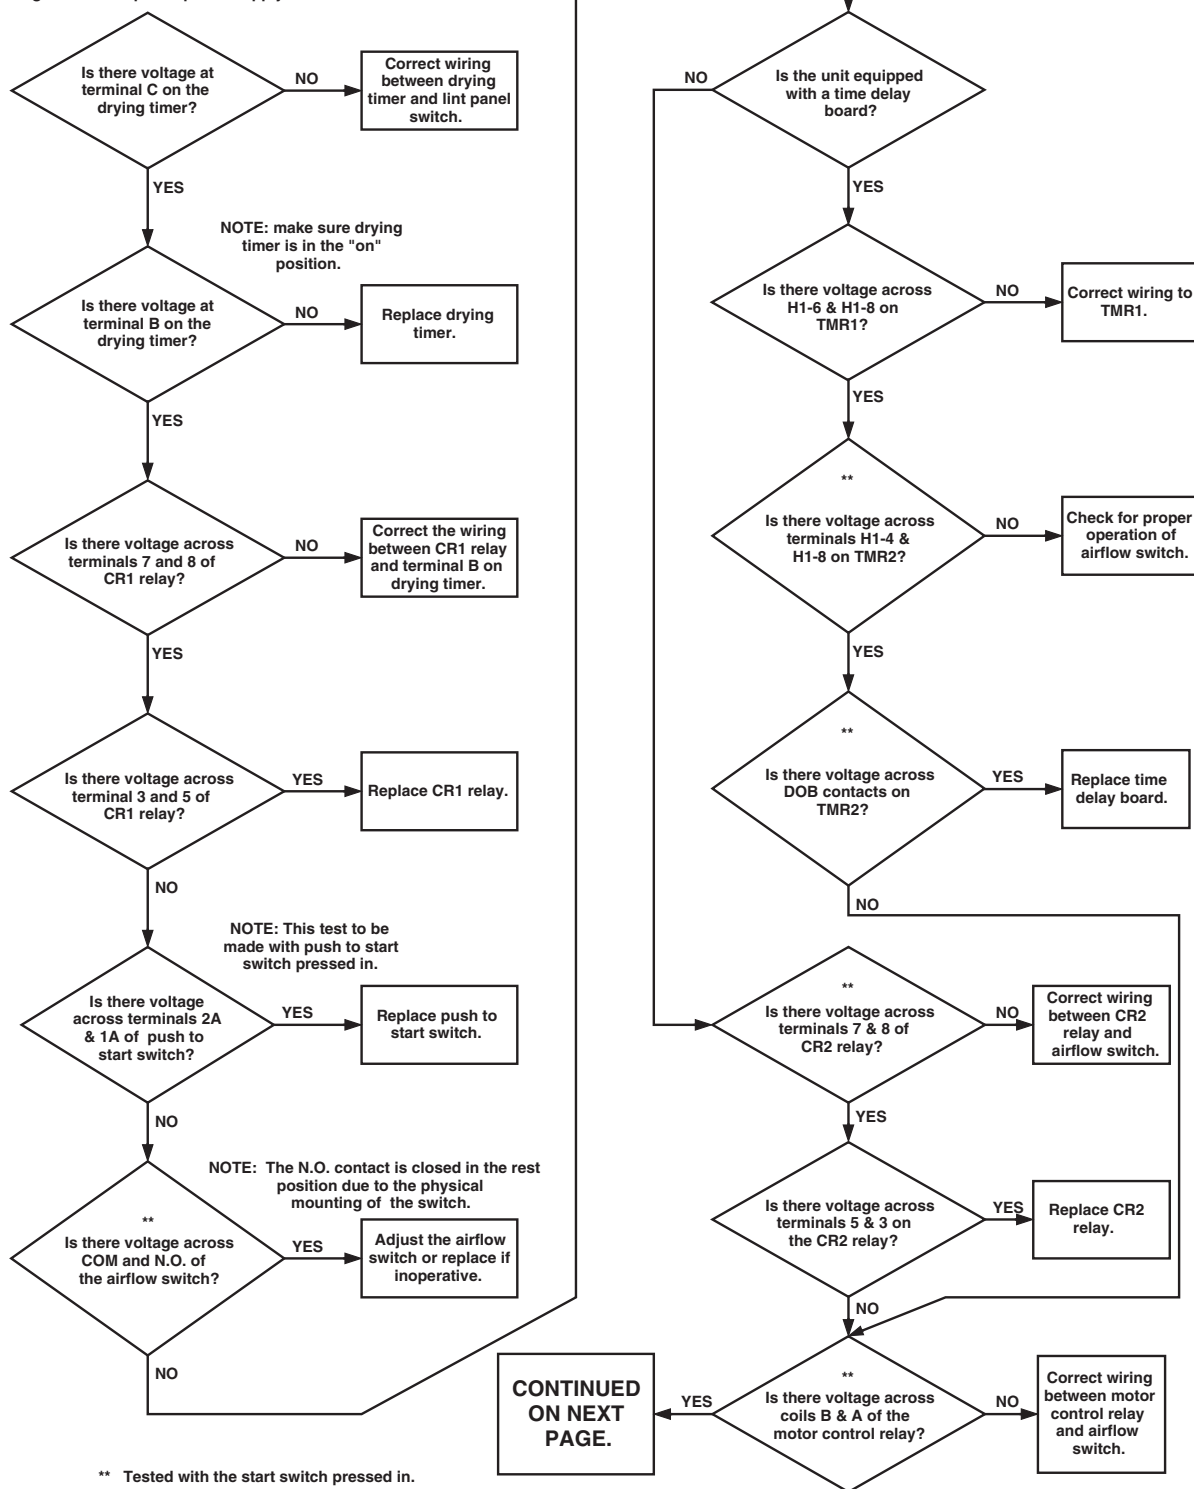 Is there voltage at
terminal C on the
drying timer?
NO
Correct wiring
between drying
timer and lint panel
switch.
YES
NOTE: make sure drying
timer is in the "on"
position.
Is there voltage at
terminal B on the
drying timer?
NO
Replace drying
timer.
YES
Is there voltage across
terminals 7 and 8 of
CR1 relay?
NO
Correct the wiring
between CR1 relay
and terminal B on
drying timer.
YES
Is there voltage across
terminal 3 and 5 of
CR1 relay?
YES
Replace CR1 relay.
NO
NOTE: This test to be
made with push to start
switch pressed in.
Is there voltage
across terminals 2A
& 1A of push to
start switch?
YES
Replace push to
start switch.
NO
NOTE: The N.O. contact is closed in the rest
position due to the physical
mounting of the switch.
**
Is there voltage across
COM and N.O. of
the airflow switch?
YES
Adjust the airflow
switch or replace if
inoperative.
NO
** Tested with the start switch pressed in.
Is the unit equipped
with a time delay
board?
NO
YES
Is there voltage across
H1-6 & H1-8 on
TMR1?
NO
Correct wiring to
TMR1.
YES
**
Is there voltage across
terminals H1-4 &
H1-8 on TMR2?
NO
Check for proper
operation of
airflow switch.
YES
**
Is there voltage across
DOB contacts on
TMR2?
YES
Replace time
delay board.
NO
**
Is there voltage across
terminals 7 & 8 of
CR2 relay?
NO
Correct wiring
between CR2
relay and
airflow switch.
YES
Is there voltage across
terminals 5 & 3 on
the CR2 relay?
YES
Replace CR2
relay.
NO
**
Is there voltage across
coils B & A of the
motor control relay?
NO
Correct wiring
between motor
control relay
and airflow
switch.
YES
CONTINUED
ON NEXT
PAGE.